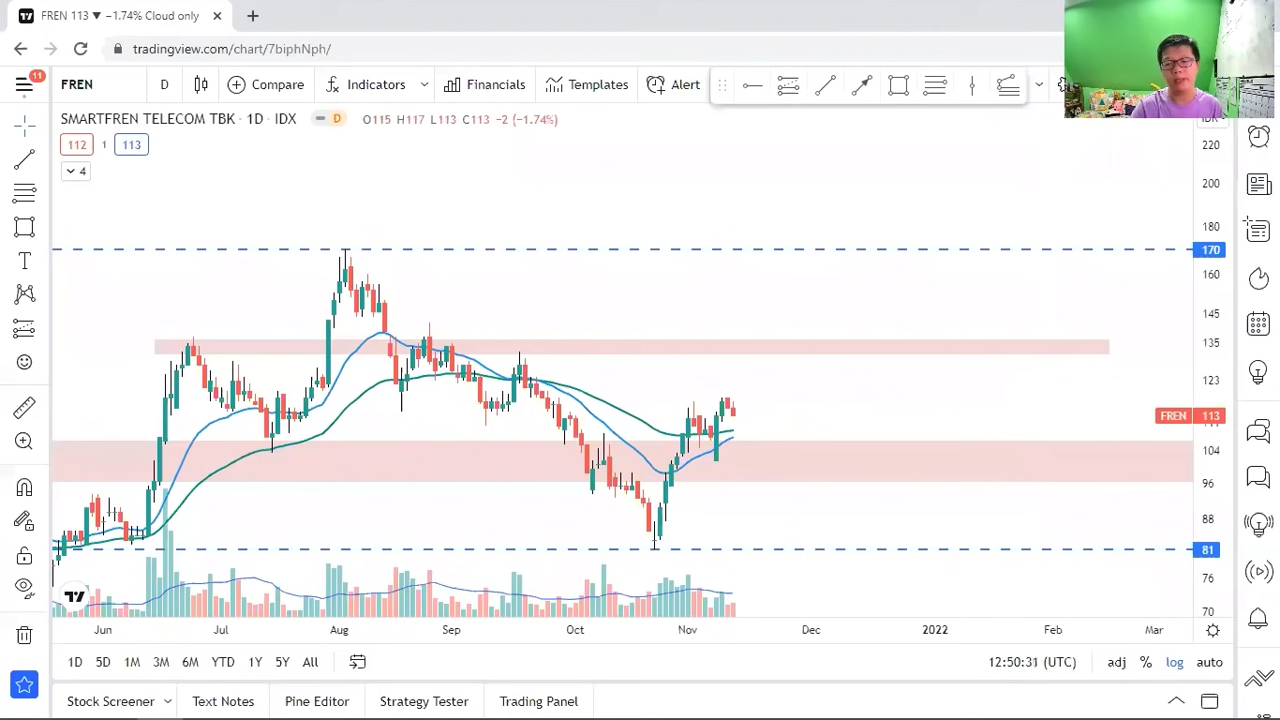 FREN 113 ▼ −1.74% Cloud only
tradingview.com/chart/7biphNph/
11
FREN
D
Compare
Indicators
Financials
Templates
Alert
SMARTFREN TELECOM TBK · 1D · IDX
D
O115 H117 L113 C113 −2 (−1.74%)
112
1
113
4
220
200
180
170
160
145
135
123
FREN 113
104
96
88
81
76
70
Jun
Jul
Aug
Sep
Oct
Nov
Dec
2022
Feb
Mar
1D 5D 1M 3M 6M YTD 1Y 5Y All
12:50:31 (UTC)
adj % log auto
Stock Screener
Text Notes
Pine Editor
Strategy Tester
Trading Panel